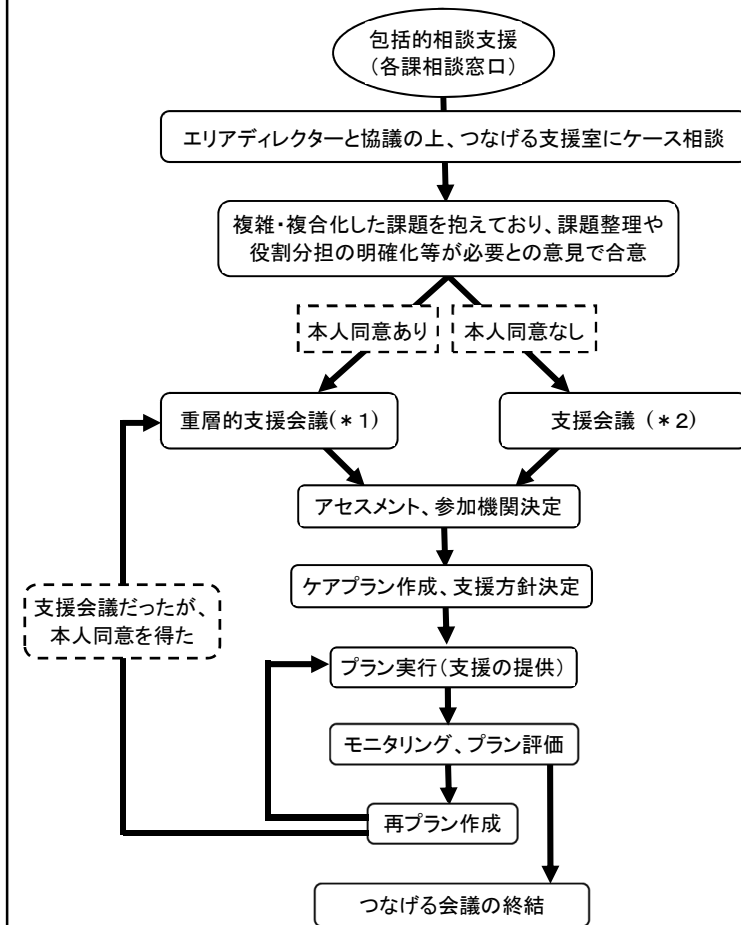 包括的相談支援
（各課相談窓口）
エリアディレクターと協議の上、つなげる支援室にケース相談
複雑・複合化した課題を抱えており、課題整理や
役割分担の明確化等が必要との意見で合意
本人同意あり
本人同意なし
重層的支援会議(＊1)
支援会議（＊2）
アセスメント、参加機関決定
ケアプラン作成、支援方針決定
支援会議だったが、
本人同意を得た
プラン実行（支援の提供）
モニタリング、プラン評価
再プラン作成
つなげる会議の終結